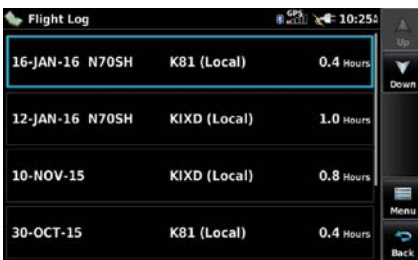 Flight Log GPS 10:25A
Up
16-JAN-16 N70SH K81 (Local) 0.4 Hours
Down
12-JAN-16 N70SH KIXD (Local) 1.0 Hours
10-NOV-15 KIXD (Local) 0.8 Hours
Menu
30-OCT-15 K81 (Local) 0.4 Hours
Back